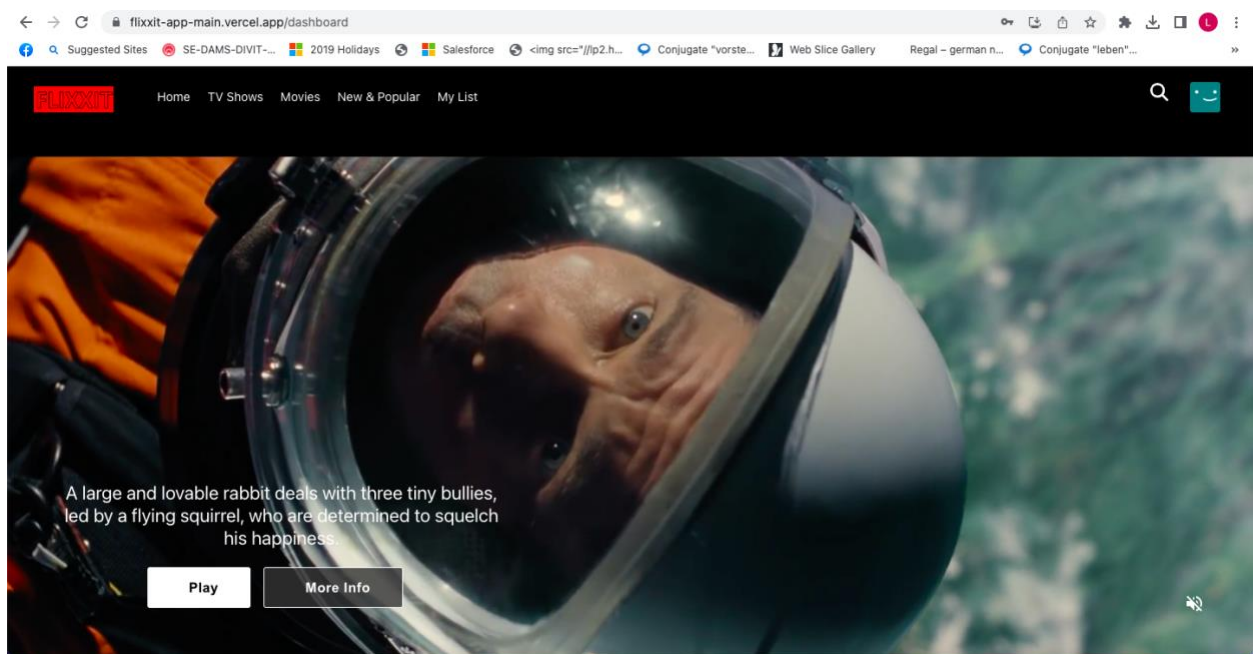 flixxit-app-main.vercel.app/dashboard
Suggested Sites SE-DAMS-DIVIT-... 2019 Holidays Salesforce <img src="//lp2.h... Conjugate "vorste... Web Slice Gallery Regal – german n... Conjugate "leben"... »
FLIXXIT Home TV Shows Movies New & Popular My List
A large and lovable rabbit deals with three tiny bullies,
led by a flying squirrel, who are determined to squelch
his happiness.
Play More Info
L